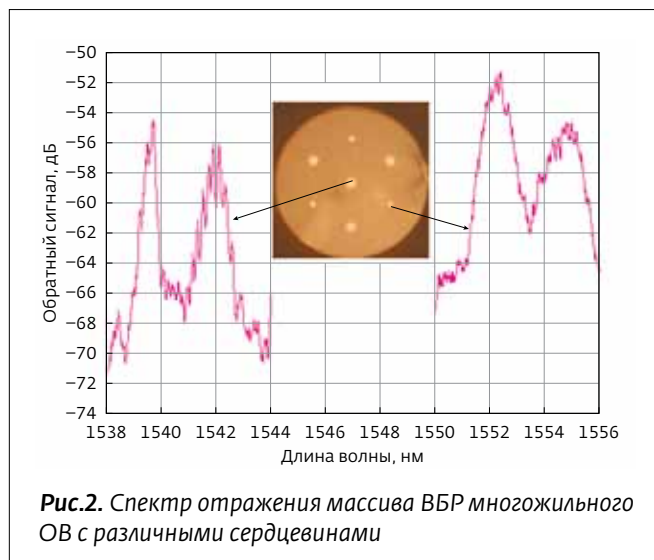 −50
−52
−54
−56
−58
−60
−62
−64
−66
−68
−70
−72
−74
Обратный сигнал, дБ
1538 1540 1542 1544 1546 1548 1550 1552 1554 1556
Длина волны, нм
Рис.2. Спектр отражения массива ВБР многожильного
ОВ с различными сердцевинами